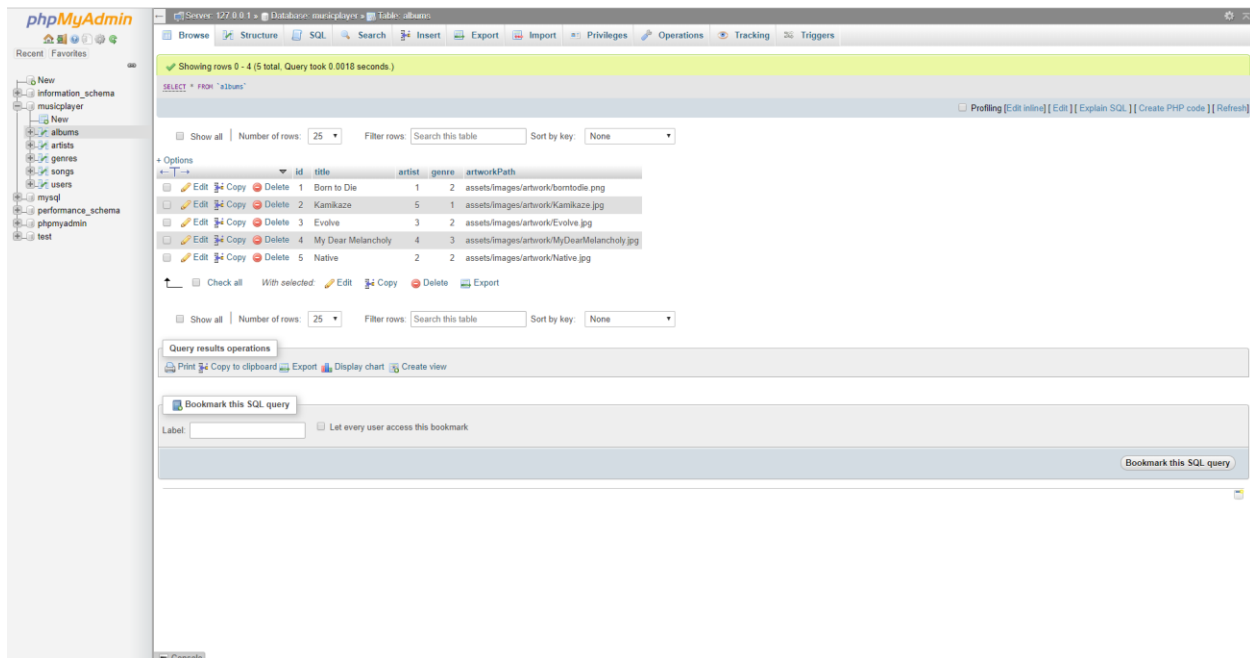 phpMyAdmin
Recent Favorites
New
information_schema
musicplayer
New
albums
artists
genres
songs
users
mysql
performance_schema
phpmyadmin
test
Server: 127.0.0.1 » Database: musicplayer » Table: albums
Browse Structure SQL Search Insert Export Import Privileges Operations Tracking Triggers
Showing rows 0 - 4 (5 total, Query took 0.0018 seconds.)
SELECT * FROM `albums`
Profiling [Edit inline] [ Edit ] [ Explain SQL ] [ Create PHP code ] [ Refresh]
Show all Number of rows: 25 Filter rows: Search this table Sort by key: None
+ Options
←T→ id title artist genre artworkPath
Edit Copy Delete 1 Born to Die 1 2 assets/images/artwork/borntodie.png
Edit Copy Delete 2 Kamikaze 5 1 assets/images/artwork/Kamikaze.jpg
Edit Copy Delete 3 Evolve 3 2 assets/images/artwork/Evolve.jpg
Edit Copy Delete 4 My Dear Melancholy 4 3 assets/images/artwork/MyDearMelancholy.jpg
Edit Copy Delete 5 Native 2 2 assets/images/artwork/Native.jpg
Check all With selected: Edit Copy Delete Export
Show all Number of rows: 25 Filter rows: Search this table Sort by key: None
Query results operations
Print Copy to clipboard Export Display chart Create view
Bookmark this SQL query
Label: Let every user access this bookmark
Bookmark this SQL query
Console